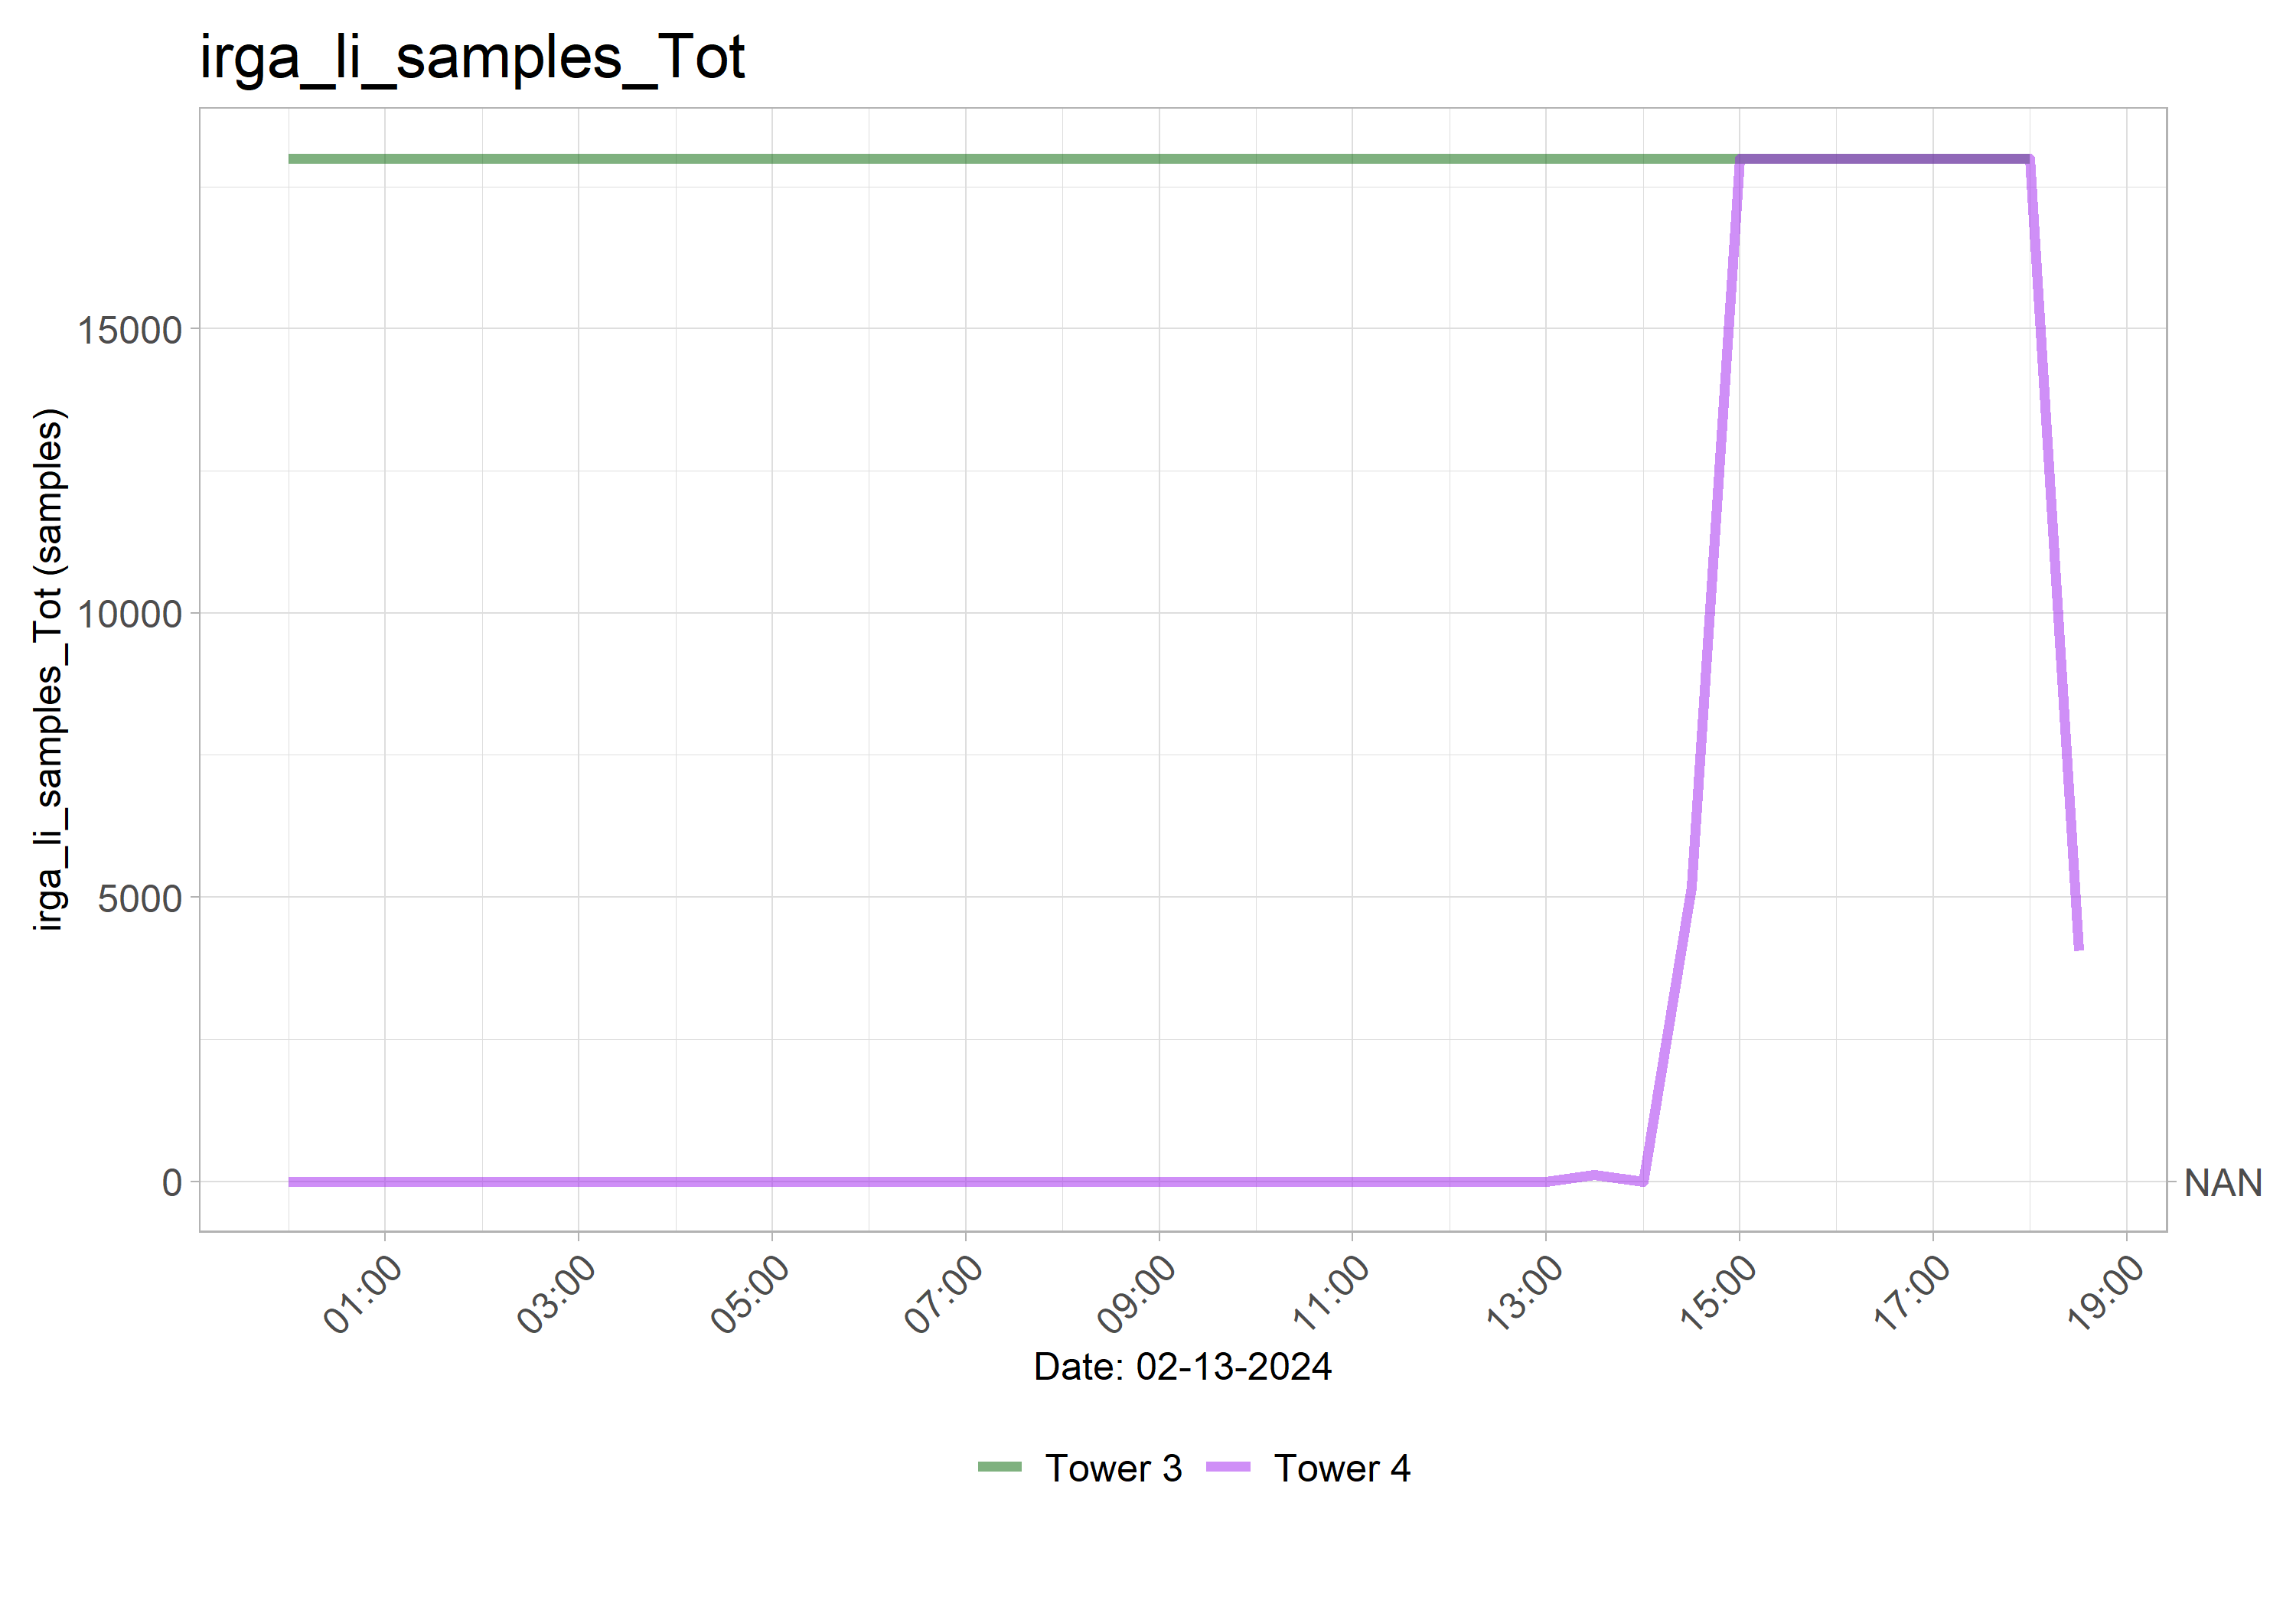 irga_li_samples_Tot
irga_li_samples_Tot (samples)
15000
10000
5000
0
NAN
01:00
03:00
05:00
07:00
09:00
11:00
13:00
15:00
17:00
19:00
Date: 02-13-2024
Tower 3
Tower 4